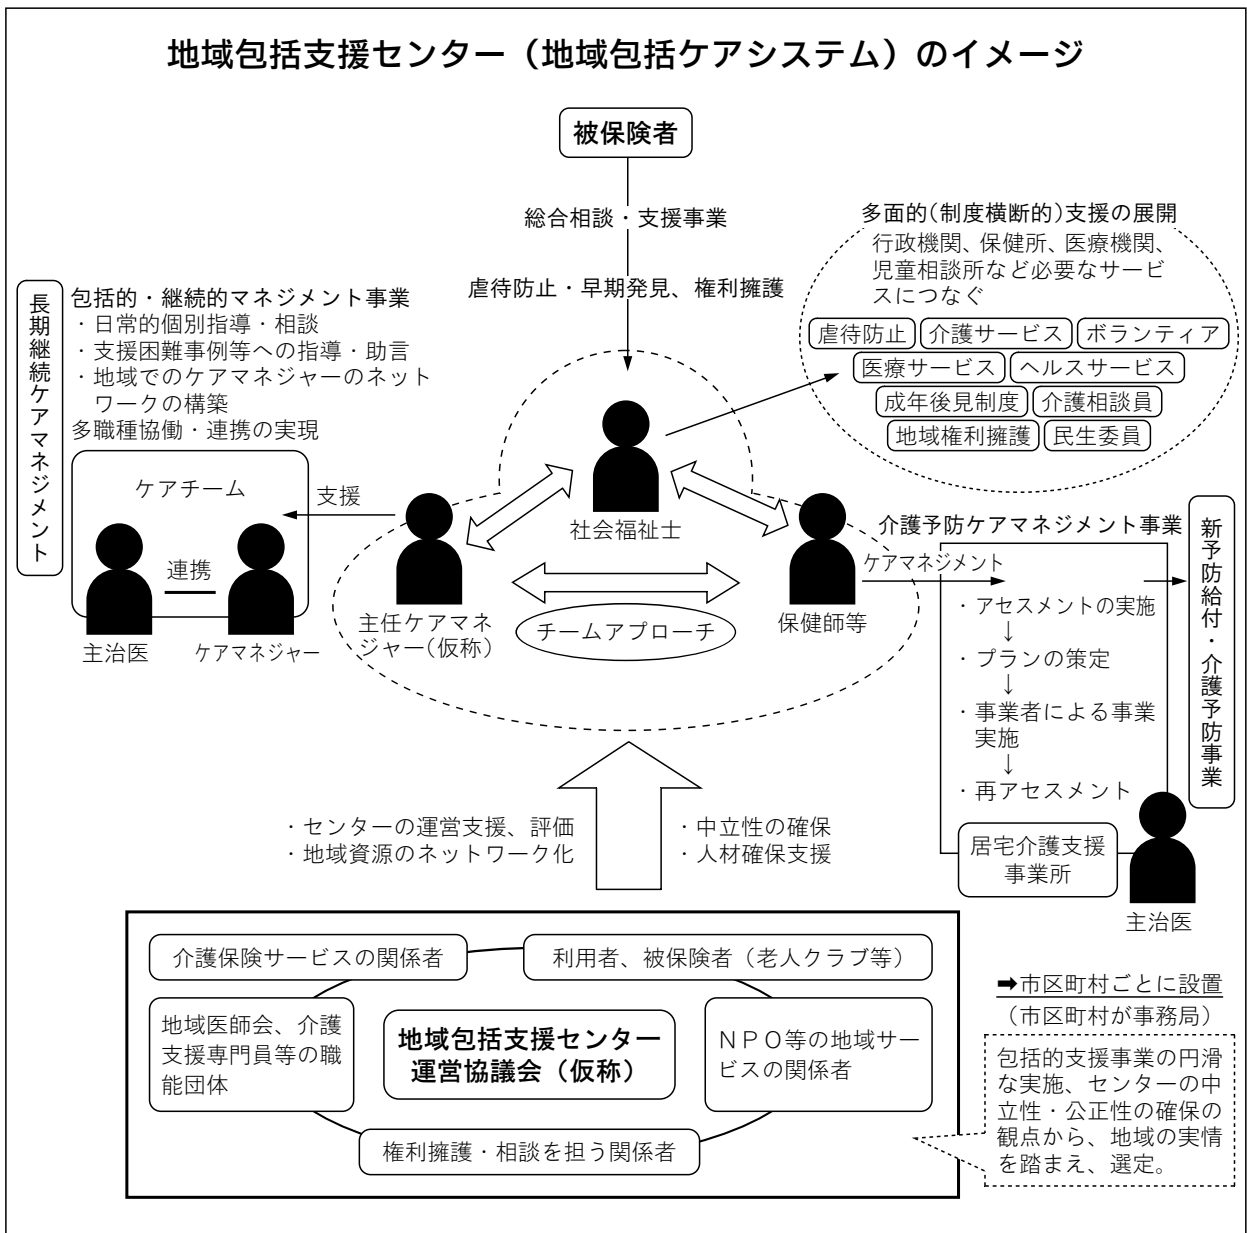 地域包括支援センター（地域包括ケアシステム）のイメージ
被保険者
総合相談・支援事業
虐待防止・早期発見、権利擁護
多面的（制度横断的）支援の展開
行政機関、保健所、医療機関、
児童相談所など必要なサービ
スにつなぐ
虐待防止
介護サービス
ボランティア
医療サービス
ヘルスサービス
成年後見制度
介護相談員
地域権利擁護
民生委員
長期継続ケアマネジメント
包括的・継続的マネジメント事業
・日常的個別指導・相談
・支援困難事例等への指導・助言
・地域でのケアマネジャーのネット
ワークの構築
多職種協働・連携の実現
ケアチーム
支援
連携
主治医
ケアマネジャー
社会福祉士
主任ケアマネ
ジャー（仮称）
チームアプローチ
保健師等
介護予防ケアマネジメント事業
ケアマネジメント
・アセスメントの実施
↓
・プランの策定
↓
・事業者による事業
実施
↓
・再アセスメント
居宅介護支援
事業所
主治医
新予防給付・介護予防事業
・センターの運営支援、評価
・地域資源のネットワーク化
・中立性の確保
・人材確保支援
介護保険サービスの関係者
利用者、被保険者（老人クラブ等）
地域医師会、介護
支援専門員等の職
能団体
地域包括支援センター
運営協議会（仮称）
ＮＰＯ等の地域サー
ビスの関係者
権利擁護・相談を担う関係者
➡市区町村ごとに設置
（市区町村が事務局）
包括的支援事業の円滑
な実施、センターの中
立性・公正性の確保の
観点から、地域の実情
を踏まえ、選定。